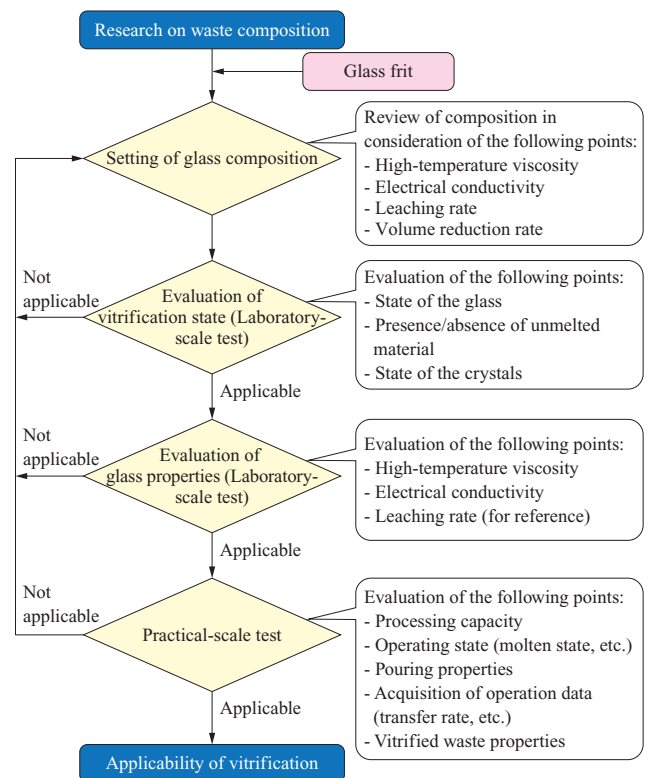 Research on waste composition
Glass frit
Setting of glass composition
Review of composition in
consideration of the following points:
- High-temperature viscosity
- Electrical conductivity
- Leaching rate
- Volume reduction rate
Not
applicable
Evaluation of
vitrification state (Laboratory-
scale test)
Evaluation of the following points:
- State of the glass
- Presence/absence of unmelted
material
- State of the crystals
Applicable
Not
applicable
Evaluation of
glass properties (Laboratory-
scale test)
Evaluation of the following points:
- High-temperature viscosity
- Electrical conductivity
- Leaching rate (for reference)
Applicable
Not
applicable
Practical-scale test
Evaluation of the following points:
- Processing capacity
- Operating state (molten state, etc.)
- Pouring properties
- Acquisition of operation data
(transfer rate, etc.)
- Vitrified waste properties
Applicable
Applicability of vitrification